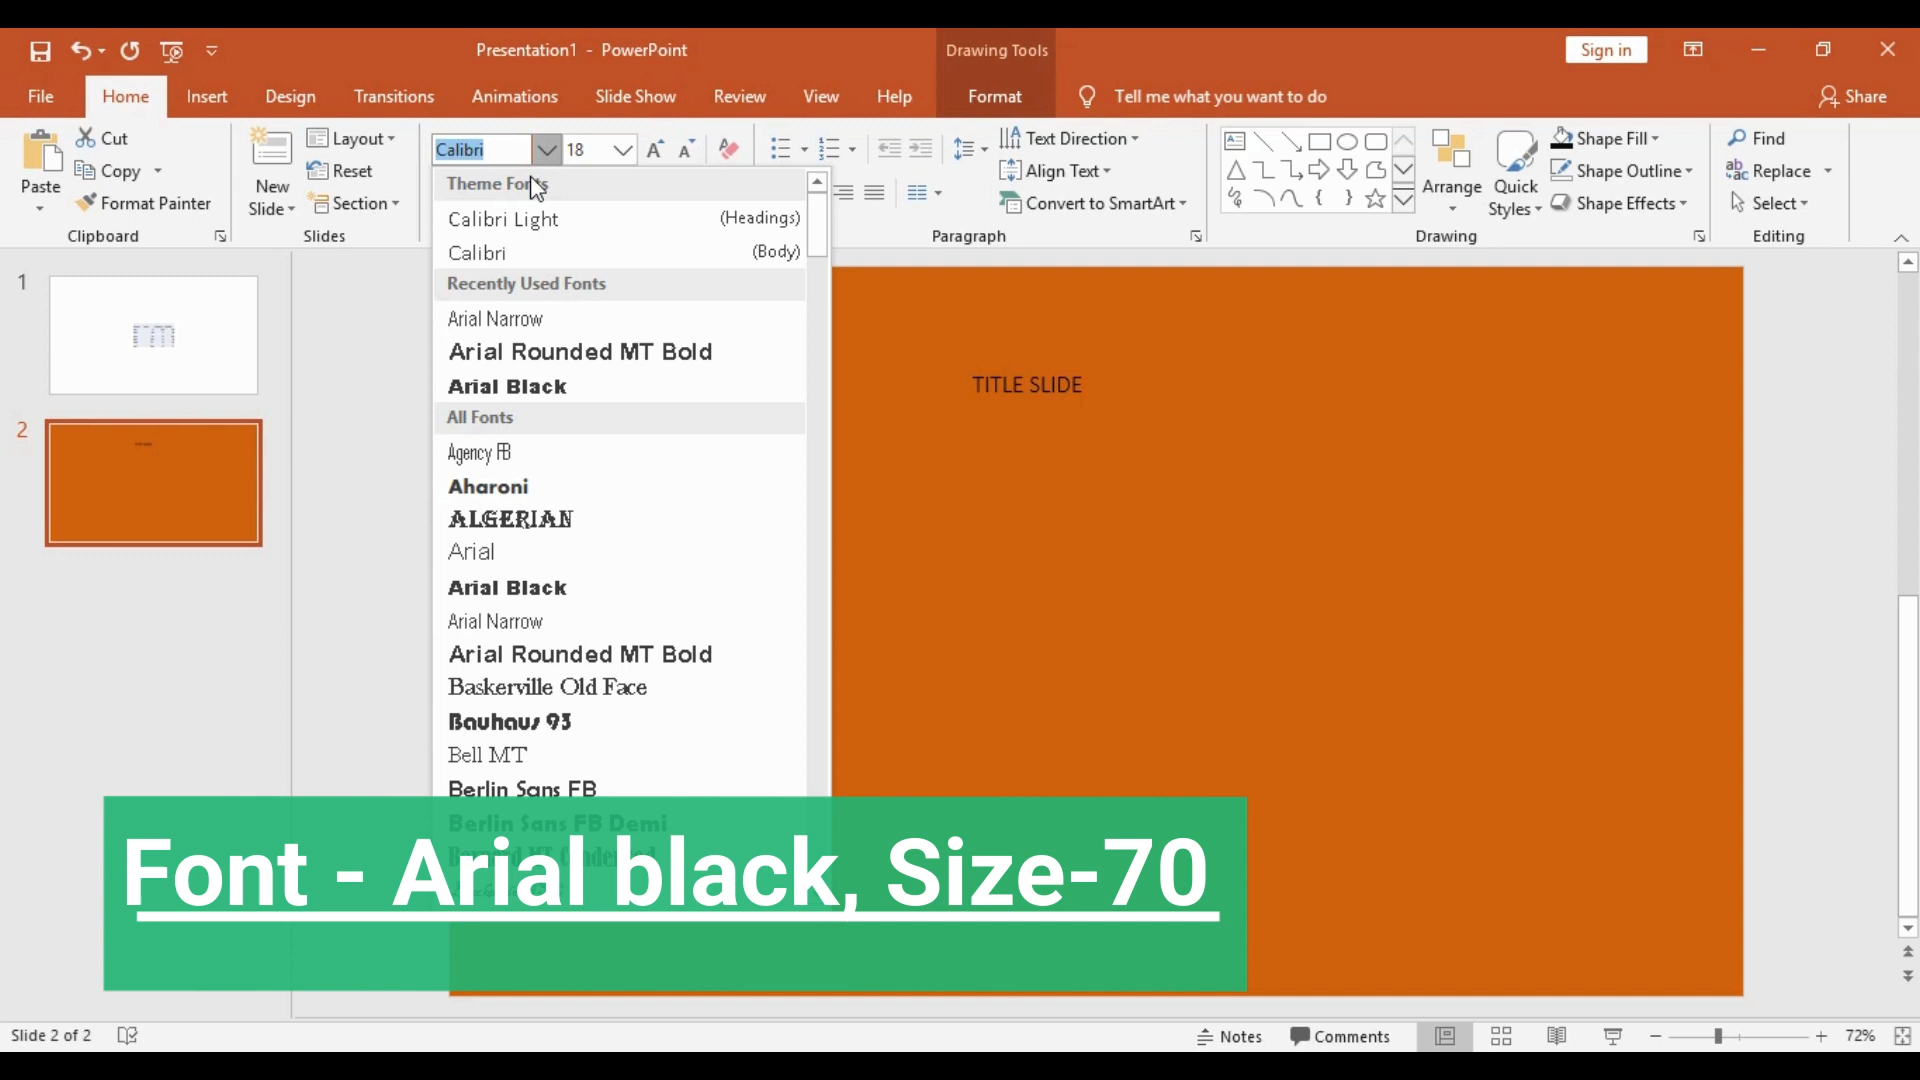 Presentation1 - PowerPoint
Drawing Tools
Sign in
File
Home
Insert
Design
Transitions
Animations
Slide Show
Review
View
Help
Format
Tell me what you want to do
Share
Paste
Cut
Copy
Format Painter
Clipboard
New
Slide
Layout
Reset
Section
Slides
Calibri
18
Text Direction
Align Text
Convert to SmartArt
Paragraph
Arrange
Quick
Styles
Shape Fill
Shape Outline
Shape Effects
Drawing
Find
Replace
Select
Editing
Theme Fonts
Calibri Light (Headings)
Calibri (Body)
Recently Used Fonts
Arial Narrow
Arial Rounded MT Bold
Arial Black
All Fonts
Agency FB
Aharoni
ALGERIAN
Arial
Arial Black
Arial Narrow
Arial Rounded MT Bold
Baskerville Old Face
Bauhaus 93
Bell MT
Berlin Sans FB
Berlin Sans FB Demi
1
2
TITLE SLIDE
Font - Arial black, Size-70
Slide 2 of 2
Notes
Comments
72%